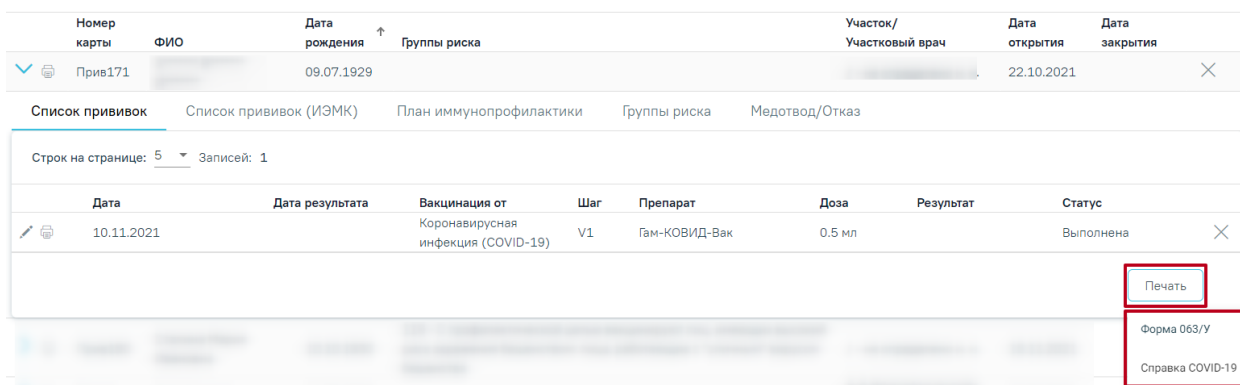 Номер карты ФИО Дата рождения Группы риска Участок/ Участковый врач Дата открытия Дата закрытия
Прив171 09.07.1929 22.10.2021
Список прививок Список прививок (ИЭМК) План иммунопрофилактики Группы риска Медотвод/Отказ
Строк на странице: 5 Записей: 1
Дата Дата результата Вакцинация от Шаг Препарат Доза Результат Статус
10.11.2021 Коронавирусная инфекция (COVID-19) V1 Гам-КОВИД-Вак 0.5 мл Выполнена
Печать
Форма 063/У
Справка COVID-19